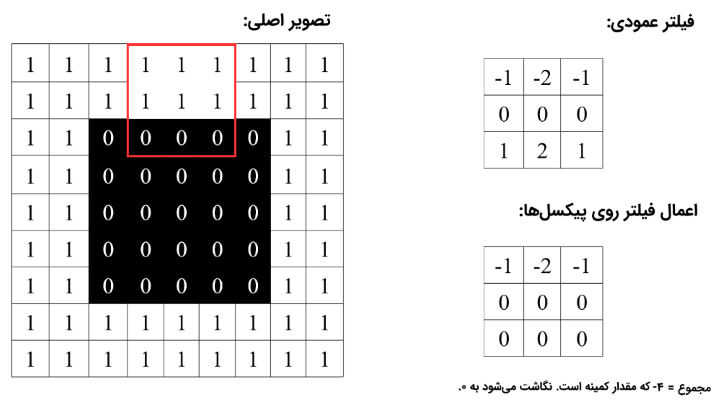 تصویر اصلی:
1 1 1 1 1 1 1 1 1
1 1 1 1 1 1 1 1 1
1 1 0 0 0 0 0 1 1
1 1 0 0 0 0 0 1 1
1 1 0 0 0 0 0 1 1
1 1 0 0 0 0 0 1 1
1 1 0 0 0 0 0 1 1
1 1 1 1 1 1 1 1 1
1 1 1 1 1 1 1 1 1
فیلتر عمودی:
-1 -2 -1
0 0 0
1 2 1
اعمال فیلتر روی پیکسل‌ها:
-1 -2 -1
0 0 0
0 0 0
مجموع = ۴- که مقدار کمینه است. نگاشت می‌شود به ۰.